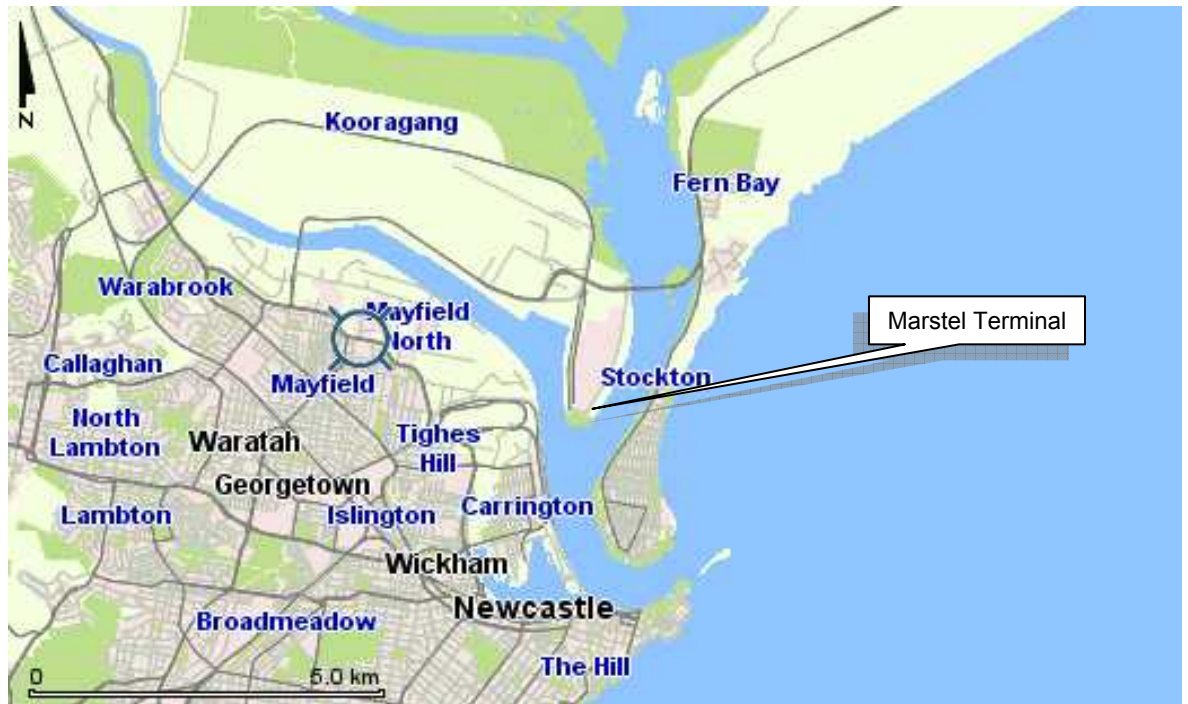 N
Kooragang
Fern Bay
Warabrook
Mayfield
North
Marstel Terminal
Callaghan
Mayfield
Stockton
North
Lambton
Waratah
Tighes
Hill
Georgetown
Lambton
Islington
Carrington
Wickham
Newcastle
Broadmeadow
The Hill
0 5.0 km